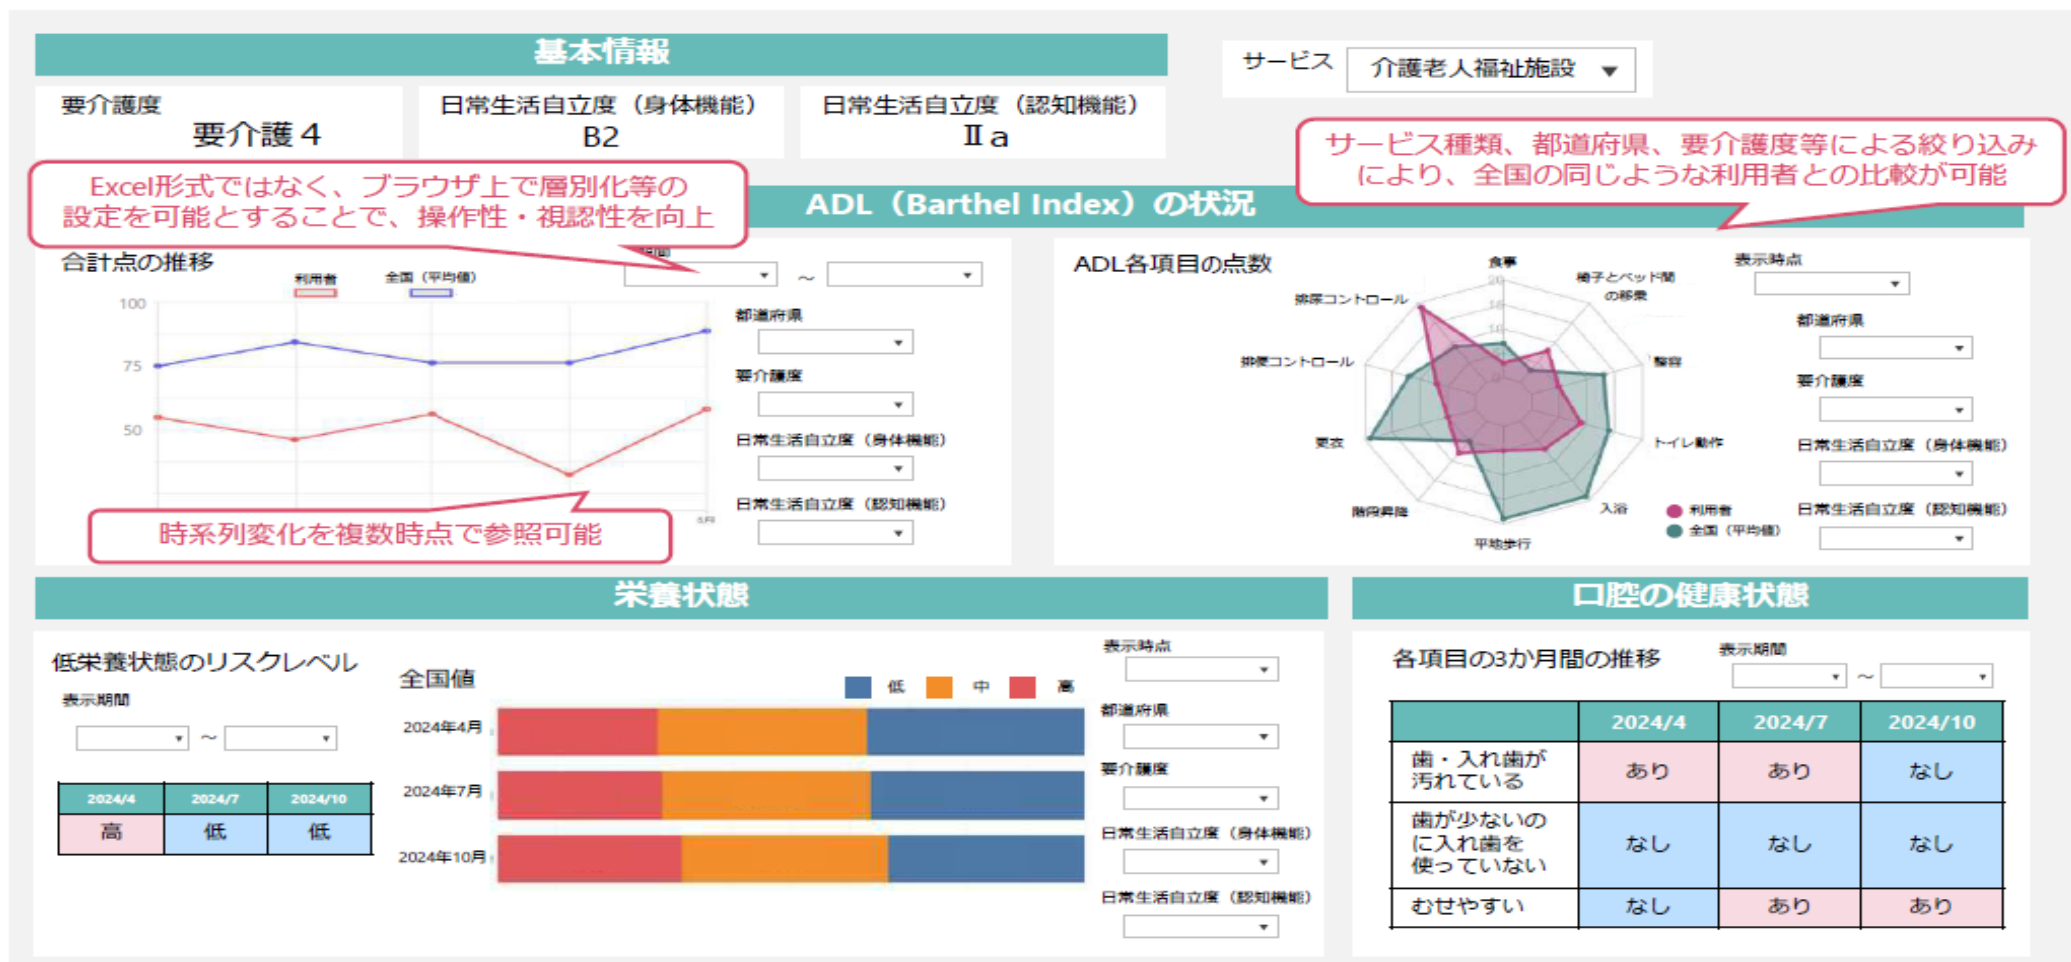 基本情報
サービス
介護老人福祉施設
要介護度
要介護４
日常生活自立度（身体機能）
B2
日常生活自立度（認知機能）
Ⅱa
サービス種類、都道府県、要介護度等による絞り込み
により、全国の同じような利用者との比較が可能
Excel形式ではなく、ブラウザ上で層別化等の
設定を可能とすることで、操作性・視認性を向上
ADL（Barthel Index）の状況
合計点の推移
利用者
全国（平均値）
～
100
75
50
都道府県
要介護度
日常生活自立度（身体機能）
日常生活自立度（認知機能）
時系列変化を複数時点で参照可能
ADL各項目の点数
食事
椅子とベッド間
の移乗
整容
トイレ動作
入浴
平地歩行
階段昇降
更衣
排便コントロール
排尿コントロール
利用者
全国（平均値）
表示時点
都道府県
要介護度
日常生活自立度（身体機能）
日常生活自立度（認知機能）
栄養状態
低栄養状態のリスクレベル
表示期間
～
2024/4 2024/7 2024/10
高 低 低
全国値
低 中 高
2024年4月
2024年7月
2024年10月
表示時点
都道府県
要介護度
日常生活自立度（身体機能）
日常生活自立度（認知機能）
口腔の健康状態
各項目の3か月間の推移
表示期間
～
2024/4 2024/7 2024/10
歯・入れ歯が
汚れている
あり あり なし
歯が少ないの
に入れ歯を
使っていない
なし なし なし
むせやすい
なし あり あり